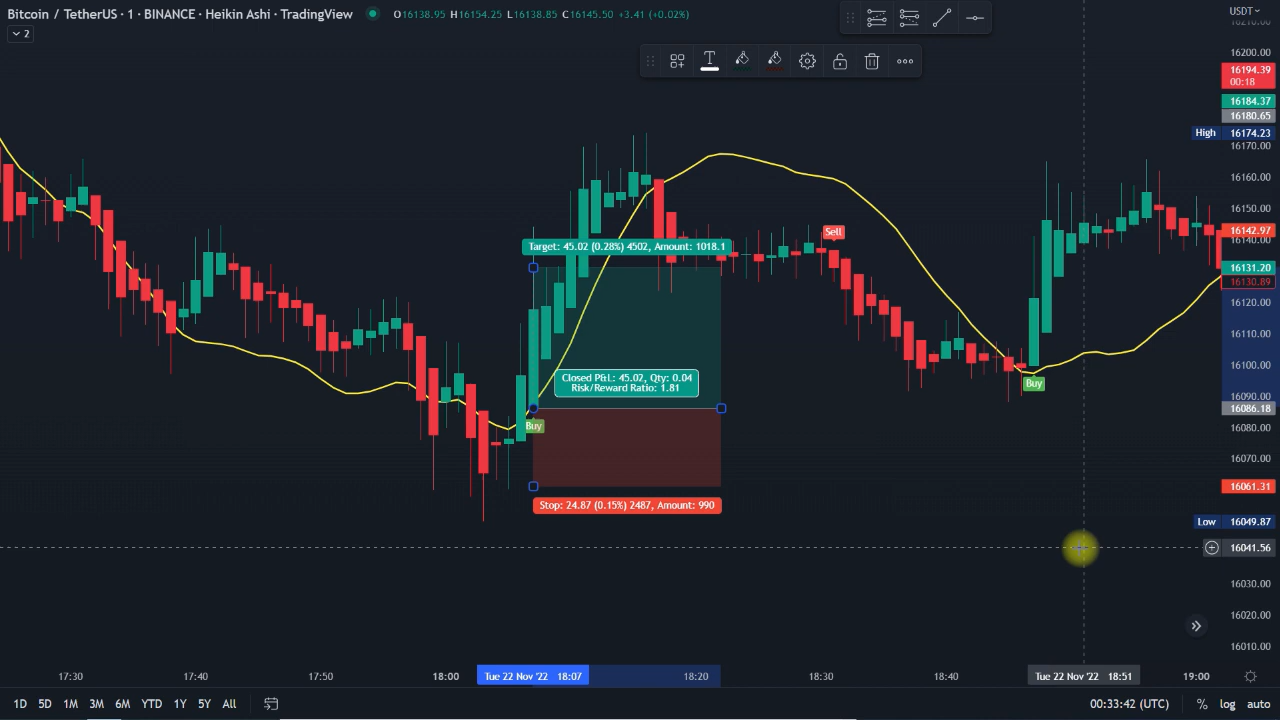 Bitcoin / TetherUS · 1 · BINANCE · Heikin Ashi · TradingView O16138.95 H16154.25 L16138.85 C16145.50 +3.41 (+0.02%)
USDT
2
16210.00
16200.00
16194.39
00:18
16184.37
16180.65
High 16174.23
16170.00
16160.00
16150.00
Sell
16142.97
16140.00
Target: 45.02 (0.28%) 4502, Amount: 1018.1
16131.20
16130.89
16120.00
16110.00
16100.00
Closed P&L: 45.02, Qty: 0.04
Risk/Reward Ratio: 1.81
Buy
16090.00
16086.18
Buy
16080.00
16070.00
16061.31
Stop: 24.87 (0.15%) 2487, Amount: 990
Low 16049.87
16041.56
16030.00
16020.00
16010.00
17:30 17:40 17:50 18:00 Tue 22 Nov '22 18:07 18:20 18:30 18:40 Tue 22 Nov '22 18:51 19:00
1D 5D 1M 3M 6M YTD 1Y 5Y All 00:33:42 (UTC) % log auto